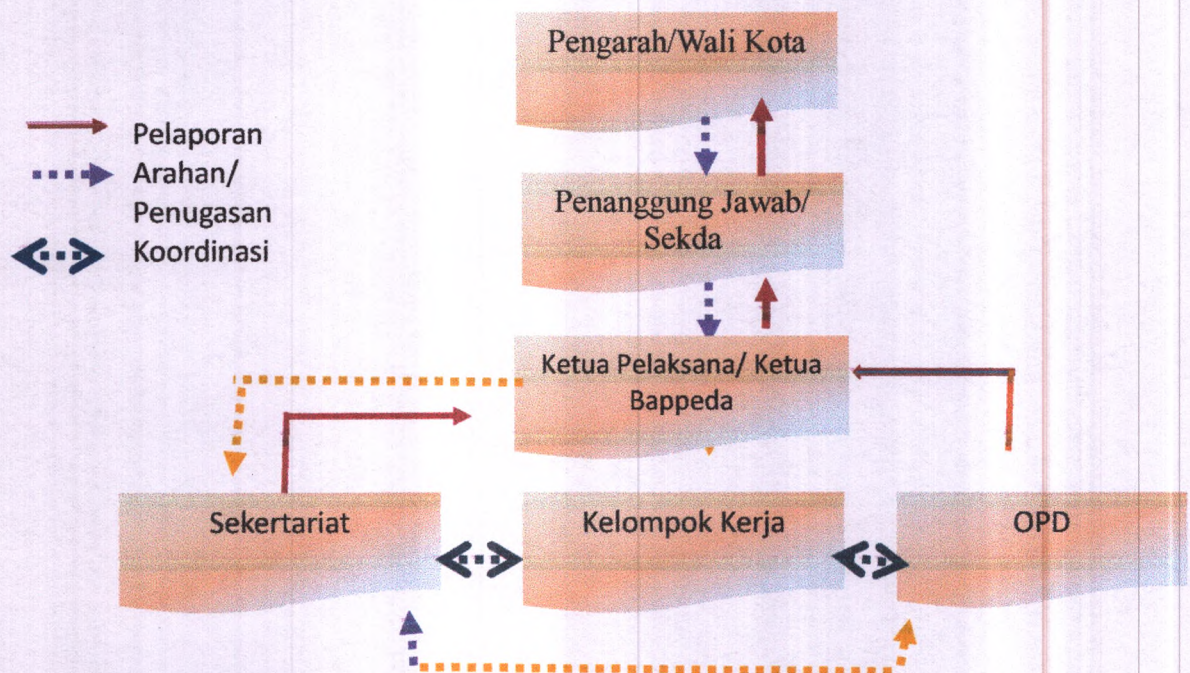 Pengarah/Wali Kota
Pelaporan
Arahan/
Penugasan
Koordinasi
Penanggung Jawab/
Sekda
Ketua Pelaksana/ Ketua
Bappeda
Sekertariat
Kelompok Kerja
OPD